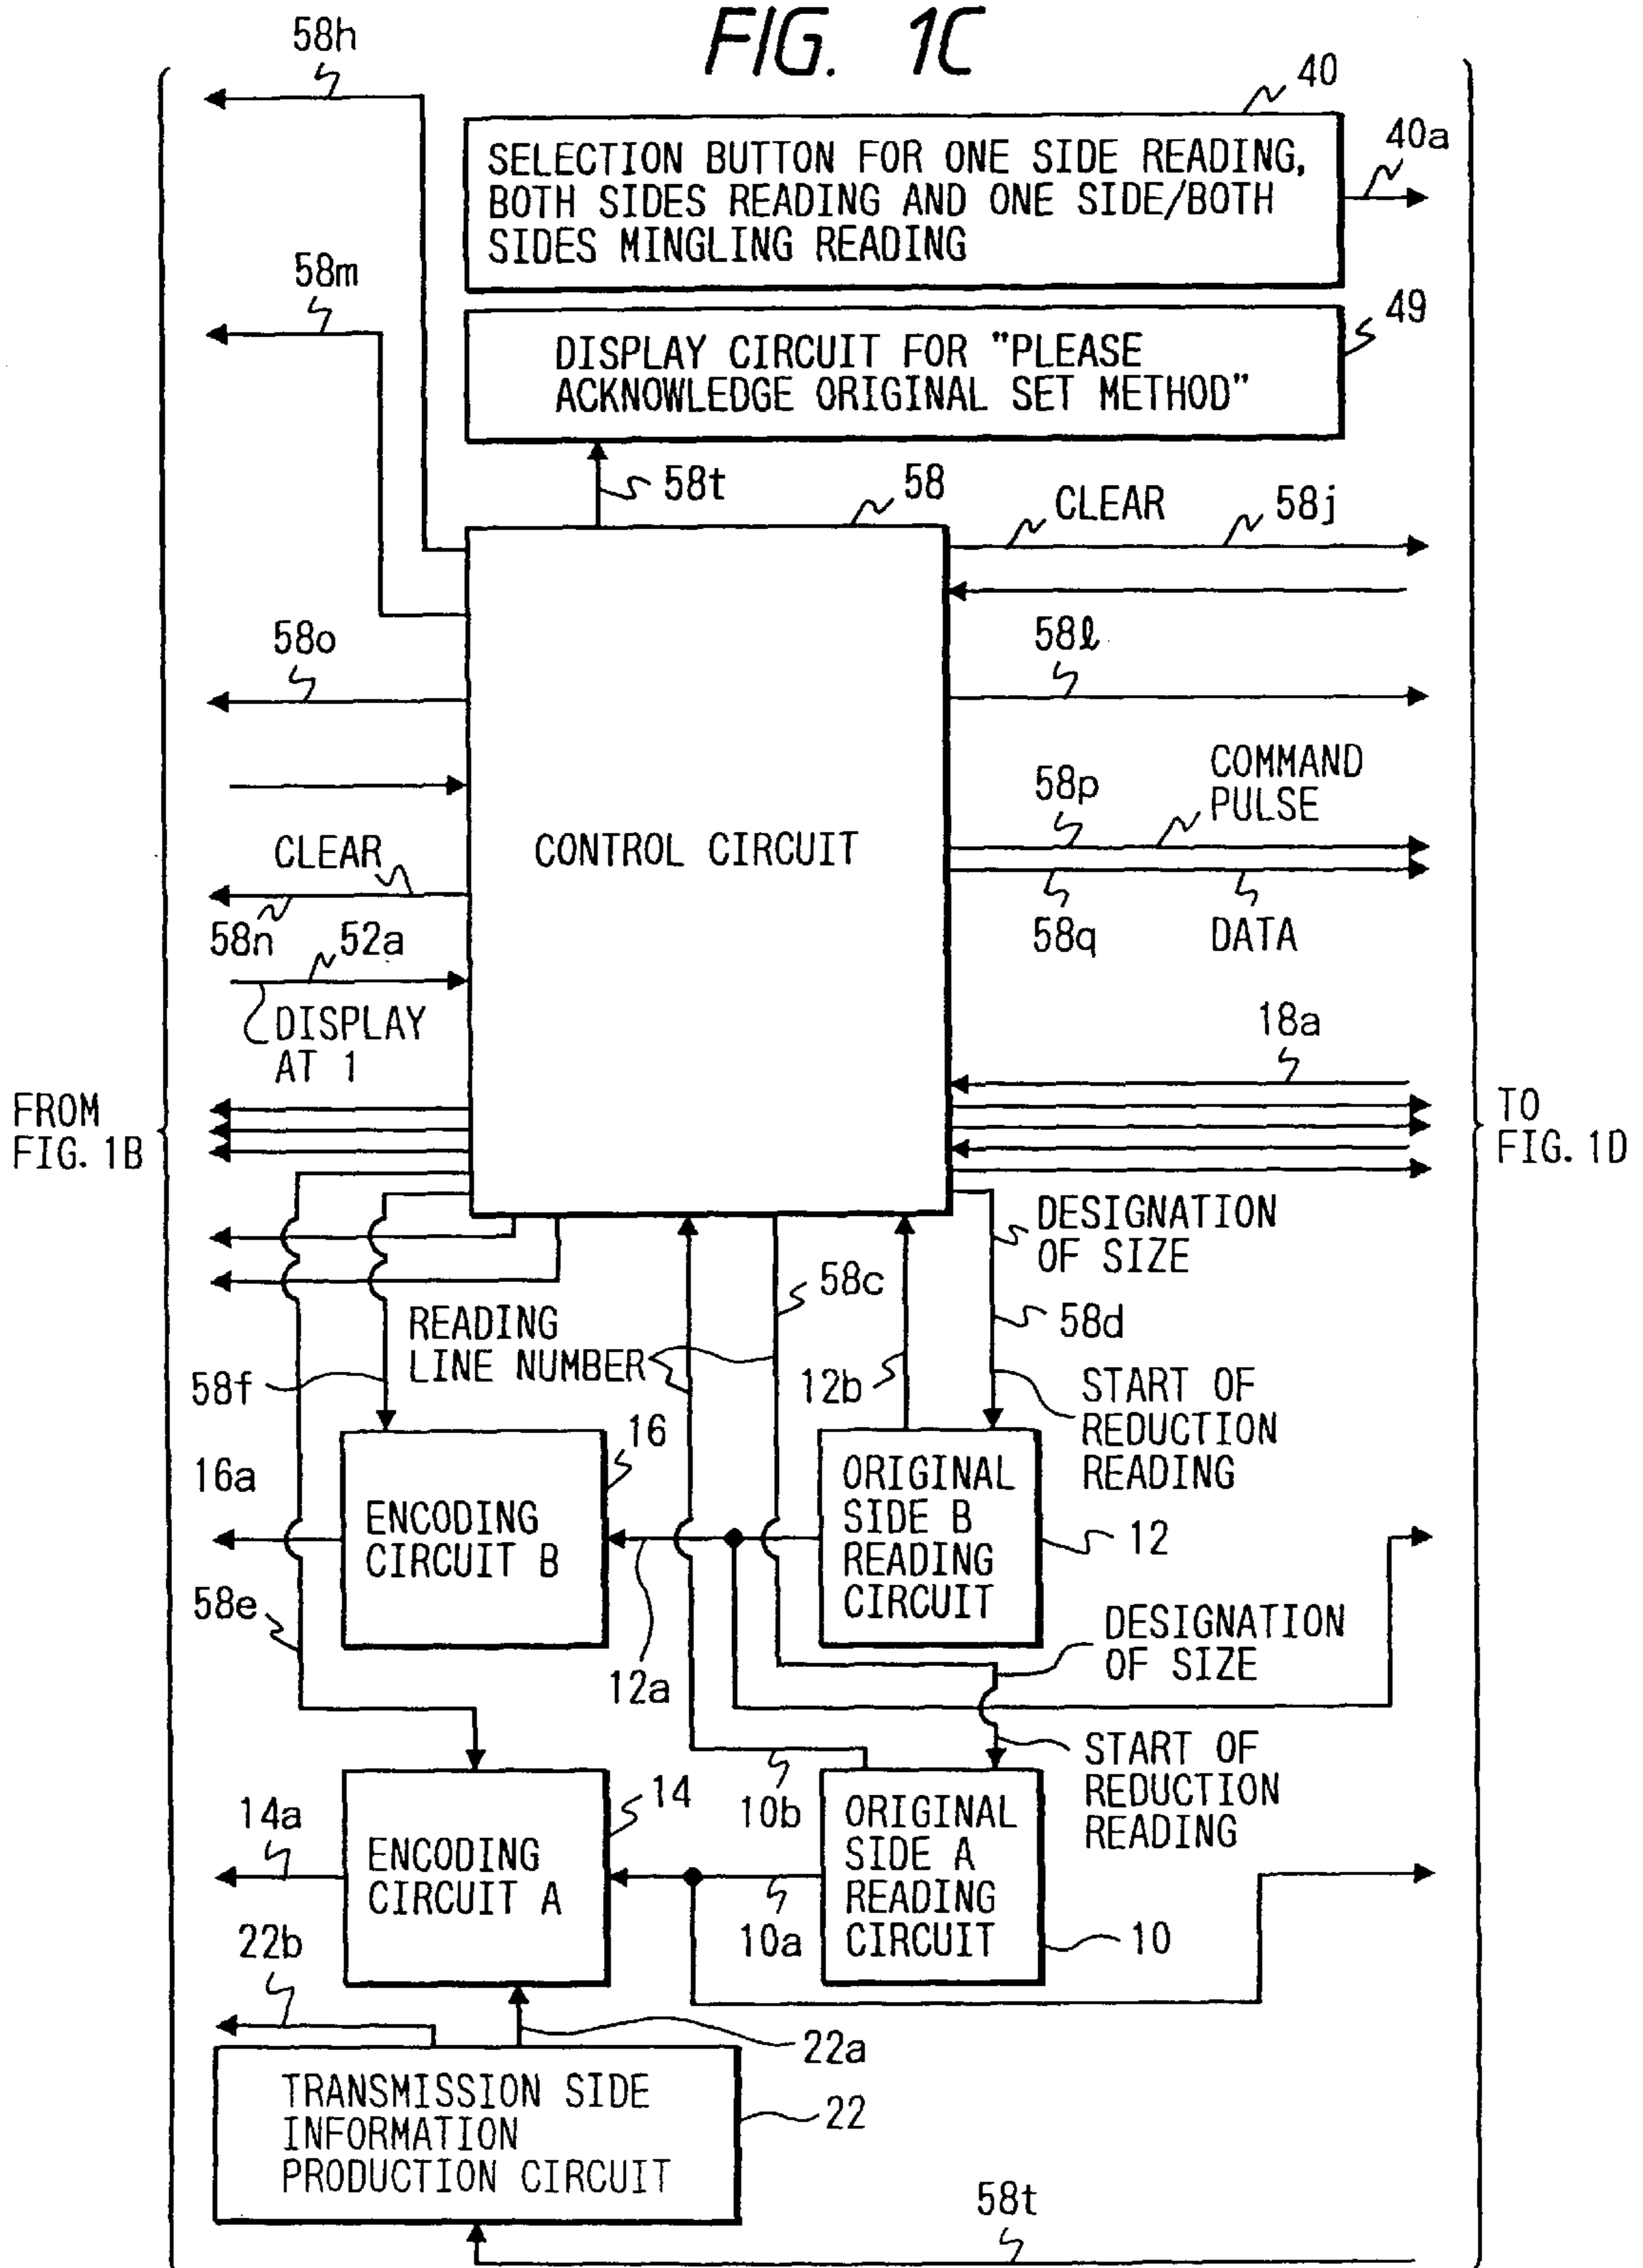 FIG. 1C
58h
40
SELECTION BUTTON FOR ONE SIDE READING,
BOTH SIDES READING AND ONE SIDE/BOTH
SIDES MINGLING READING
40a
58m
49
DISPLAY CIRCUIT FOR "PLEASE
ACKNOWLEDGE ORIGINAL SET METHOD"
58t
58
CLEAR
58j
58o
58ℓ
COMMAND
PULSE
58p
CONTROL CIRCUIT
CLEAR
58n
52a
58q
DATA
DISPLAY
AT 1
18a
FROM
FIG. 1B
TO
FIG. 1D
DESIGNATION
OF SIZE
58c
58d
READING
LINE NUMBER
58f
12b
START OF
REDUCTION
READING
16
16a
ENCODING
CIRCUIT B
ORIGINAL
SIDE B
READING
CIRCUIT
12
58e
12a
DESIGNATION
OF SIZE
START OF
REDUCTION
READING
14
14a
10b
ENCODING
CIRCUIT A
ORIGINAL
SIDE A
READING
CIRCUIT
10a
10
22b
22a
TRANSMISSION SIDE
INFORMATION
PRODUCTION CIRCUIT
22
58t